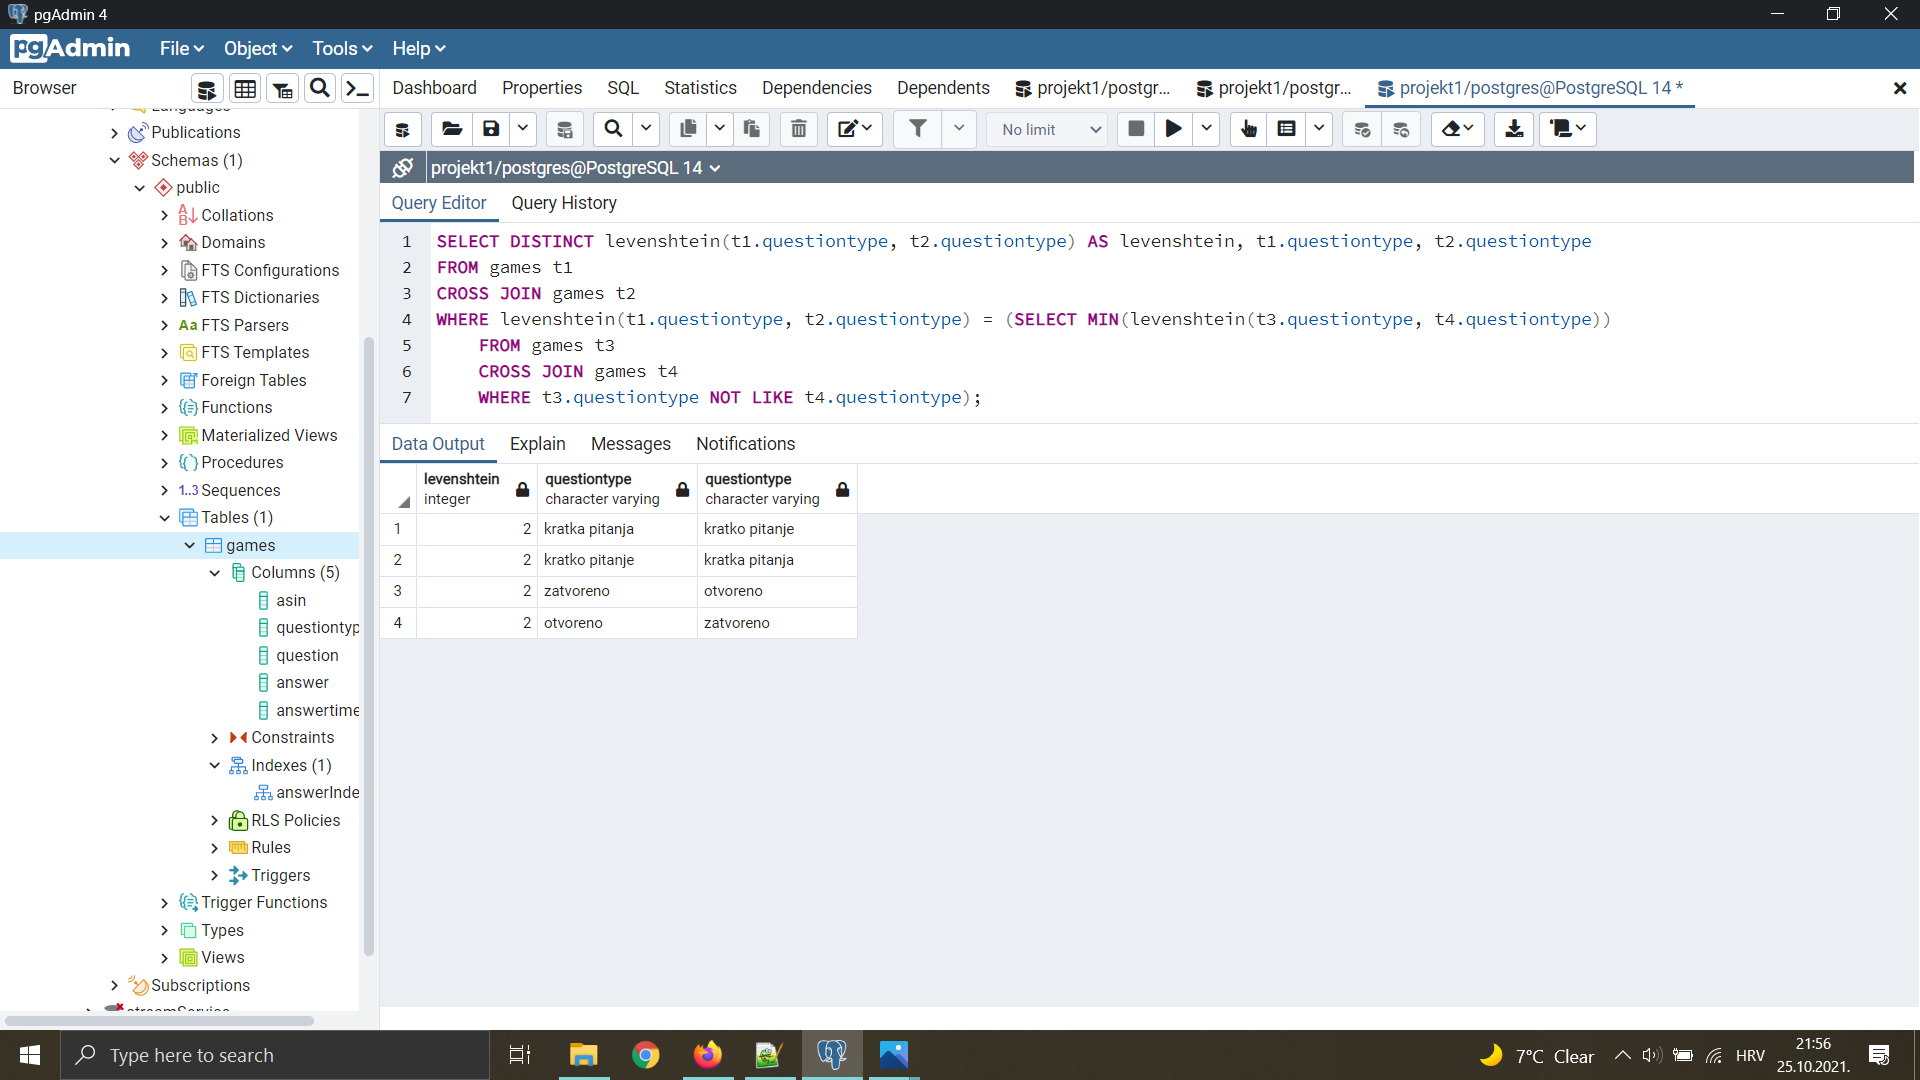 pgAdmin 4
pgAdmin File Object Tools Help
Browser
Dashboard Properties SQL Statistics Dependencies Dependents projekt1/postgr... projekt1/postgr... projekt1/postgres@PostgreSQL 14 *
No limit
projekt1/postgres@PostgreSQL 14
Query Editor Query History
Languages
Publications
Schemas (1)
public
Collations
Domains
FTS Configurations
FTS Dictionaries
Aa FTS Parsers
FTS Templates
Foreign Tables
Functions
Materialized Views
Procedures
1..3 Sequences
Tables (1)
games
Columns (5)
asin
questiontyp
question
answer
answertime
Constraints
Indexes (1)
answerInde
RLS Policies
Rules
Triggers
Trigger Functions
Types
Views
Subscriptions
1 SELECT DISTINCT levenshtein(t1.questiontype, t2.questiontype) AS levenshtein, t1.questiontype, t2.questiontype
2 FROM games t1
3 CROSS JOIN games t2
4 WHERE levenshtein(t1.questiontype, t2.questiontype) = (SELECT MIN(levenshtein(t3.questiontype, t4.questiontype))
5 FROM games t3
6 CROSS JOIN games t4
7 WHERE t3.questiontype NOT LIKE t4.questiontype);
Data Output Explain Messages Notifications
levenshtein questiontype questiontype
integer character varying character varying
1 2 kratka pitanja kratko pitanje
2 2 kratko pitanje kratka pitanja
3 2 zatvoreno otvoreno
4 2 otvoreno zatvoreno
Type here to search
7°C Clear
HRV
21:56
25.10.2021.